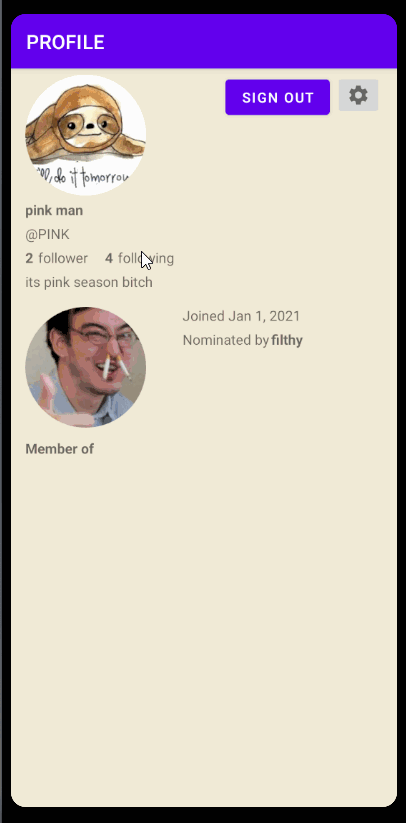 PROFILE
SIGN OUT
I'll do it tomorrow
pink man
@PINK
2 follower 4 following
its pink season bitch
Joined Jan 1, 2021
Nominated by filthy
Member of